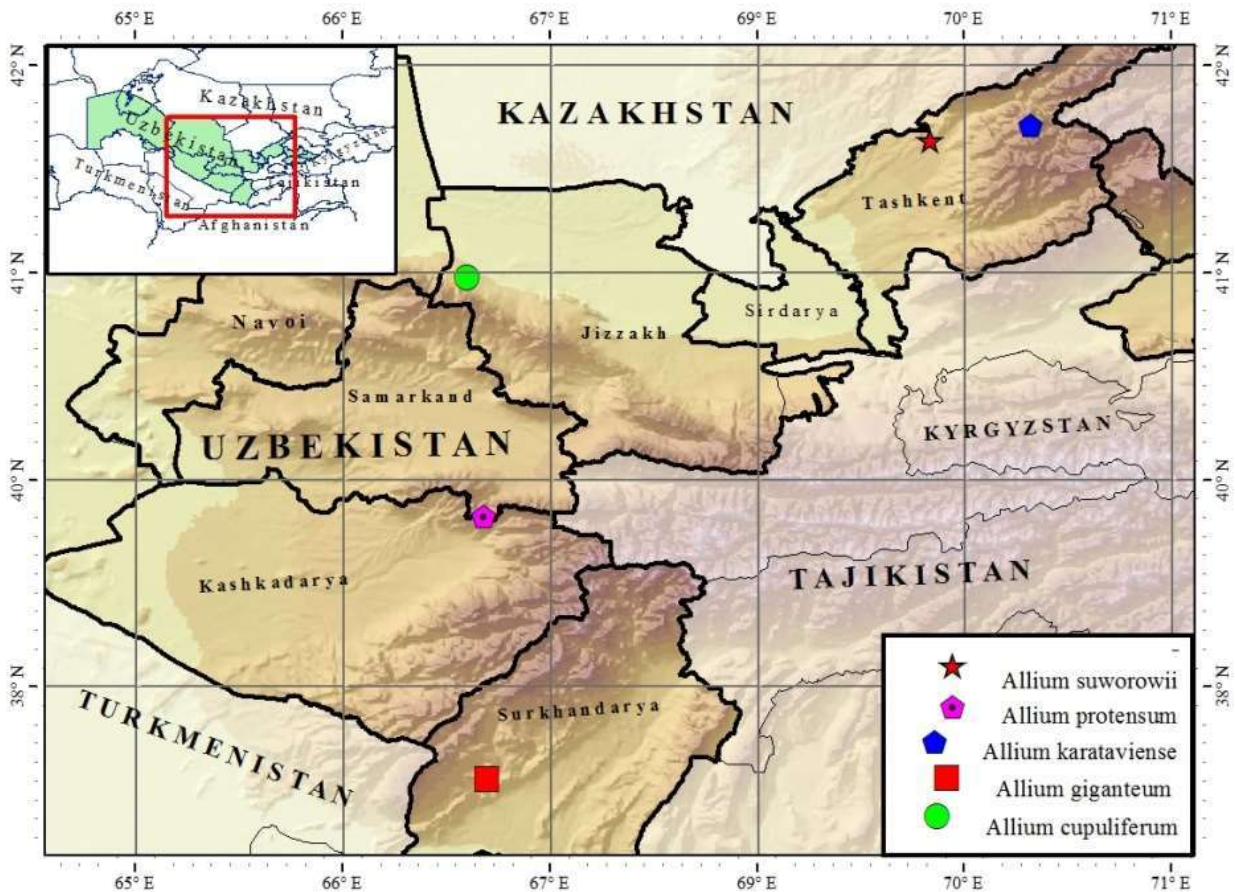 65° E 66° E 67° E 69° E 70° E 71° E
42° N 42° N
Kazakhstan
Uzbekistan
Kyrgyzstan
Turkmenistan
ajikistan
Afghanistan
KAZAKHSTAN
Tashkent
41° N 41° N
Navoi
Jizzakh
Sirdarya
Samarkand
UZBEKISTAN
KYRGYZSTAN
40° N 40° N
Kashkadarya
TAJIKISTAN
38° N 38° N
TURKMENISTAN
Surkhandarya
Allium suworowii
Allium protensum
Allium karataviense
Allium giganteum
Allium cupuliferum
65° E 66° E 67° E 69° E 70° E 71° E